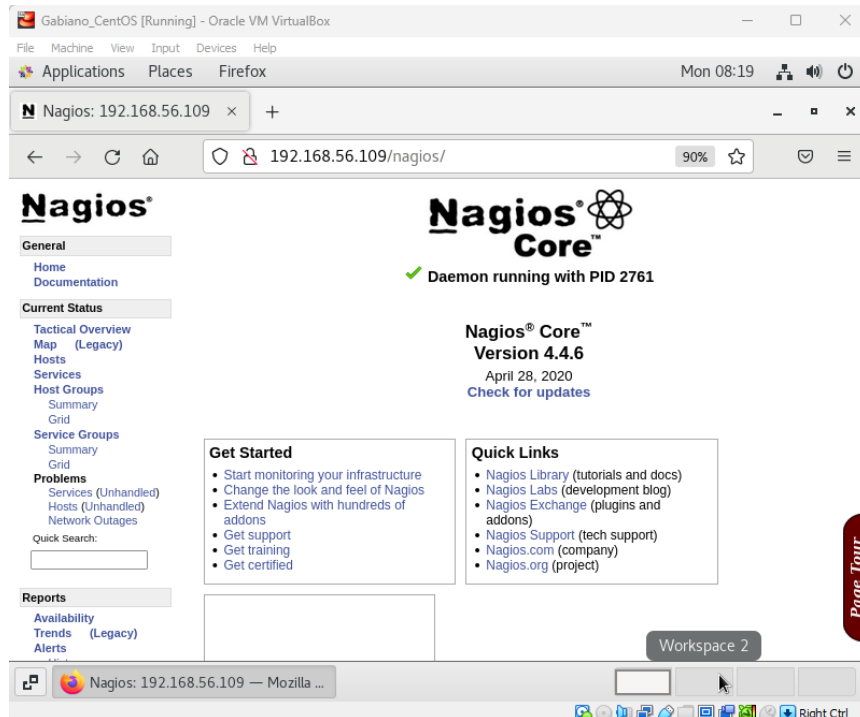 Gabiano_CentOS [Running] - Oracle VM VirtualBox
File Machine View Input Devices Help
Applications Places Firefox Mon 08:19
N Nagios: 192.168.56.109
192.168.56.109/nagios/ 90%
Nagios®
General
Home
Documentation
Current Status
Tactical Overview
Map (Legacy)
Hosts
Services
Host Groups
Summary
Grid
Service Groups
Summary
Grid
Problems
Services (Unhandled)
Hosts (Unhandled)
Network Outages
Quick Search:
Reports
Availability
Trends (Legacy)
Alerts
Nagios®
Core™
Daemon running with PID 2761
Nagios® Core™
Version 4.4.6
April 28, 2020
Check for updates
Get Started
• Start monitoring your infrastructure
• Change the look and feel of Nagios
• Extend Nagios with hundreds of
addons
• Get support
• Get training
• Get certified
Quick Links
• Nagios Library (tutorials and docs)
• Nagios Labs (development blog)
• Nagios Exchange (plugins and
addons)
• Nagios Support (tech support)
• Nagios.com (company)
• Nagios.org (project)
Page Tour
Workspace 2
Nagios: 192.168.56.109 — Mozilla ...
Right Ctrl